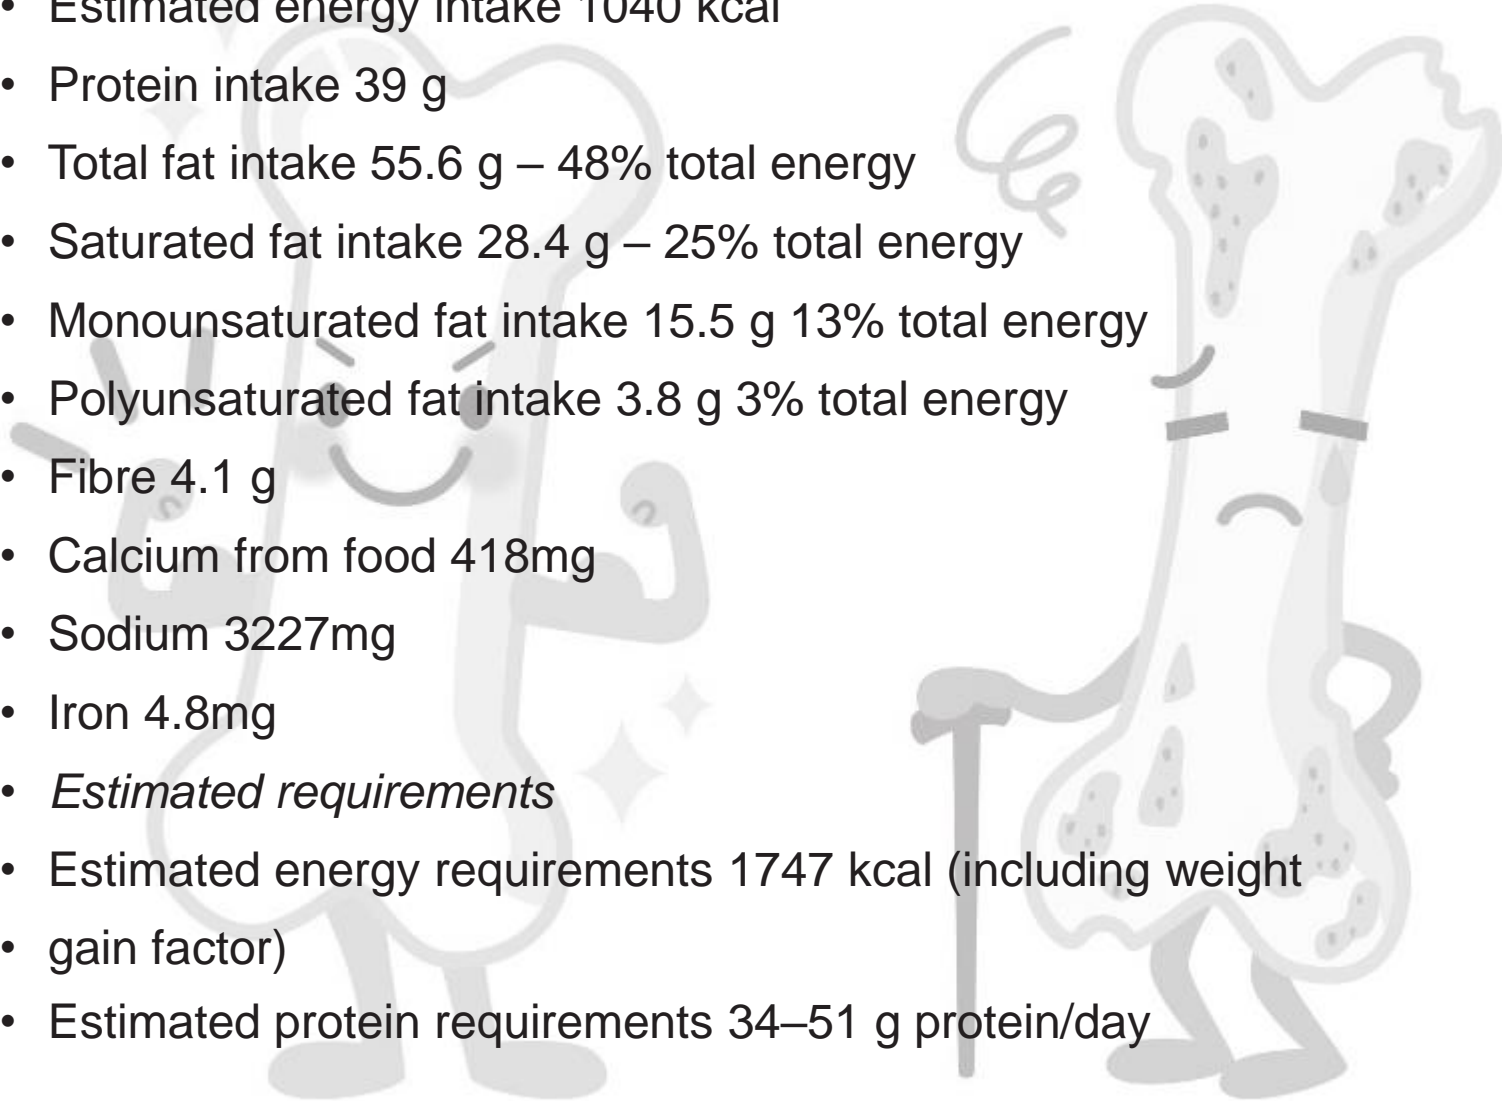 • Estimated energy intake 1040 kcal
• Protein intake 39 g
• Total fat intake 55.6 g – 48% total energy
• Saturated fat intake 28.4 g – 25% total energy
• Monounsaturated fat intake 15.5 g 13% total energy
• Polyunsaturated fat intake 3.8 g 3% total energy
• Fibre 4.1 g
• Calcium from food 418mg
• Sodium 3227mg
• Iron 4.8mg
• Estimated requirements
• Estimated energy requirements 1747 kcal (including weight
• gain factor)
• Estimated protein requirements 34–51 g protein/day